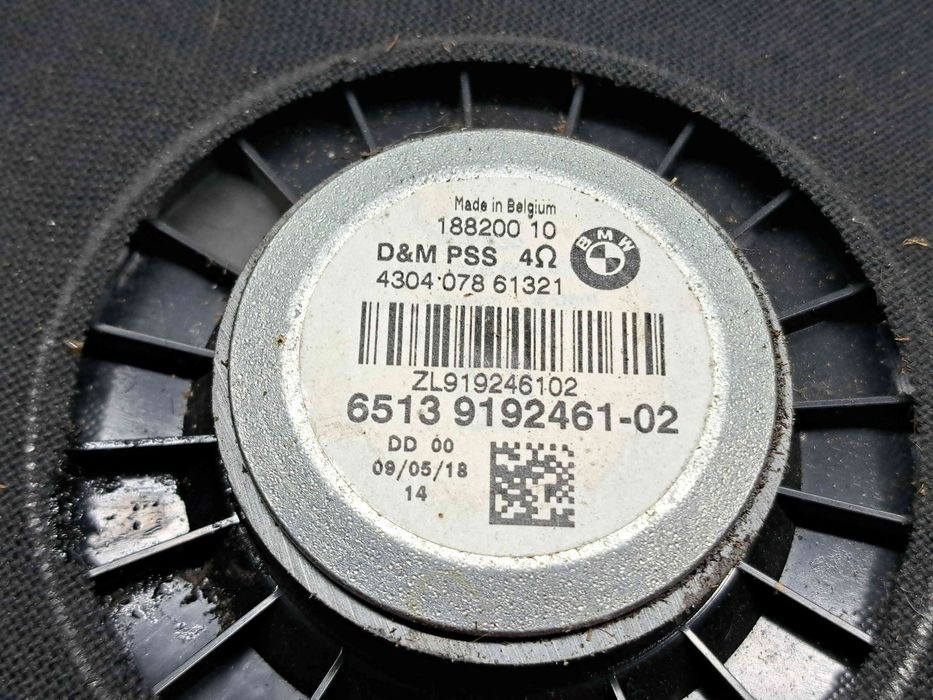 Made in Belgium
188200 10
D&M PSS 4Ω
BMW
4304 078 61321
ZL919246102
6513 9192461-02
DD 00
09/05/18
14